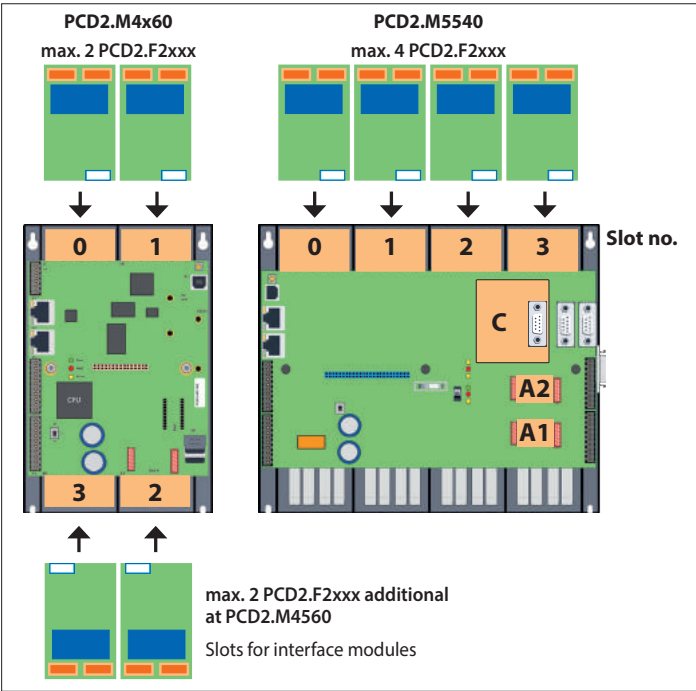 PCD2.M4x60
max. 2 PCD2.F2xxx
PCD2.M5540
max. 4 PCD2.F2xxx
0 1
0 1 2 3 Slot no.
C
A2
A1
CPU
3 2
max. 2 PCD2.F2xxx additional
at PCD2.M4560
Slots for interface modules